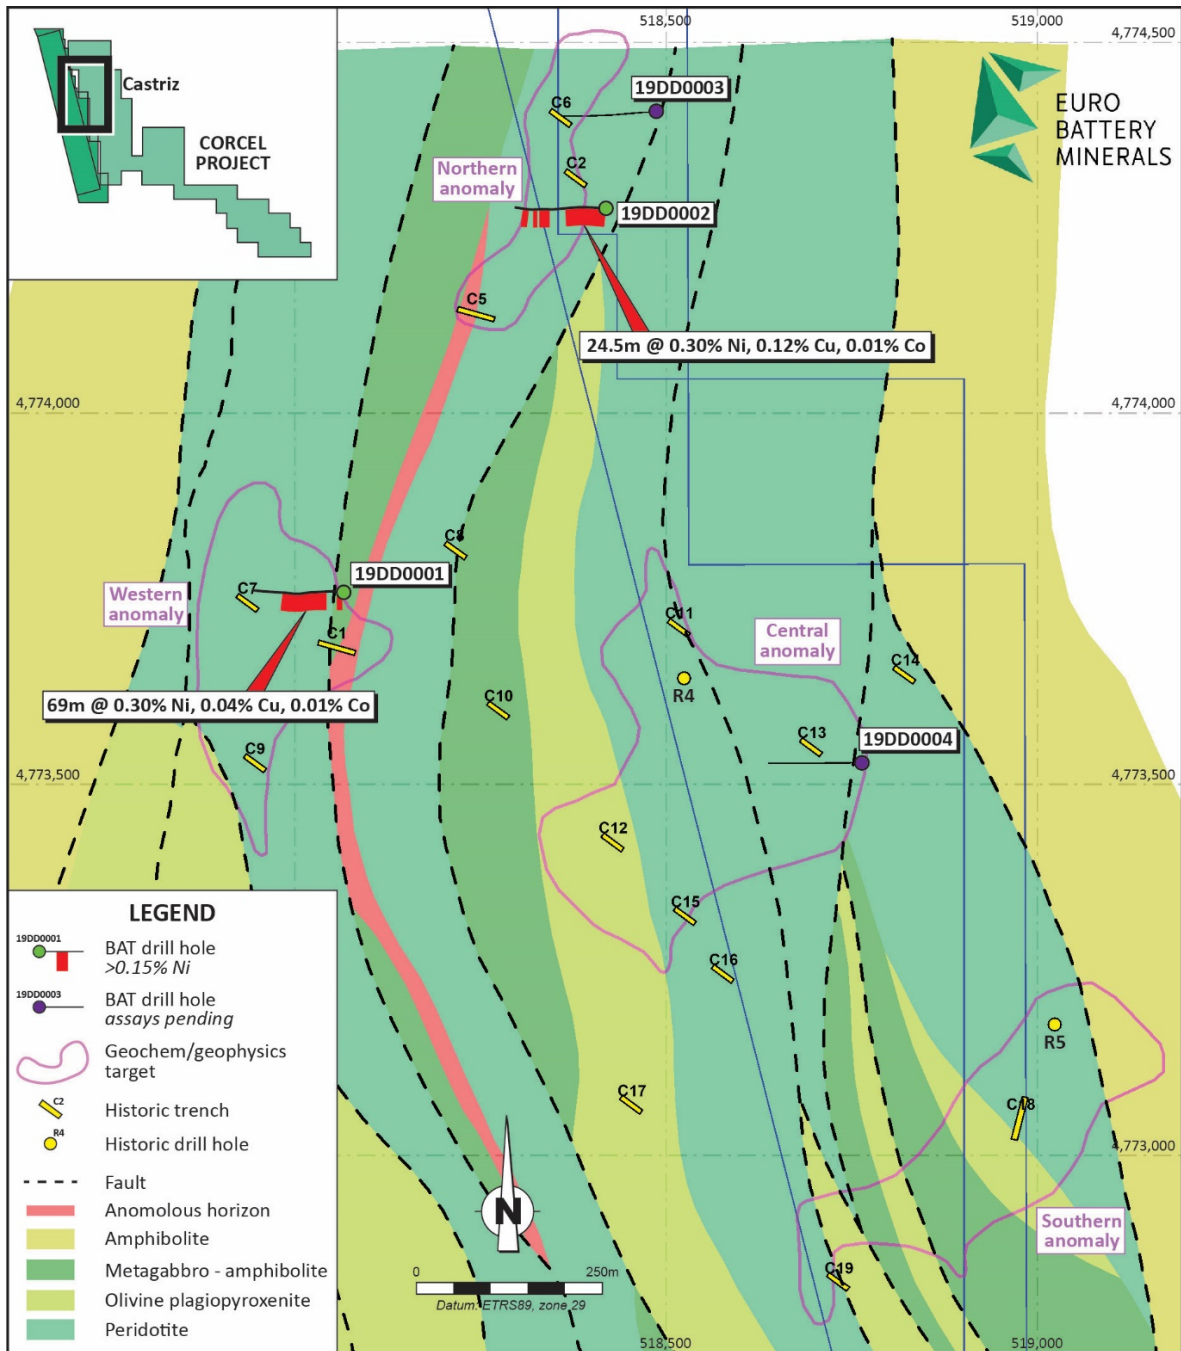 518,500
519,000
4,774,500
Castriz
CORCEL
PROJECT
EURO
BATTERY
MINERALS
C6
19DD0003
Northern
anomaly
C2
19DD0002
C5
24.5m @ 0.30% Ni, 0.12% Cu, 0.01% Co
4,774,000
4,774,000
C8
Western
anomaly
C7
19DD0001
C1
C11
Central
anomaly
C14
R4
C10
69m @ 0.30% Ni, 0.04% Cu, 0.01% Co
C9
C13
19DD0004
4,773,500
4,773,500
C12
C15
C16
R5
C17
C18
4,773,000
Southern
anomaly
C19
LEGEND
19DD0001
BAT drill hole
>0.15% Ni
19DD0003
BAT drill hole
assays pending
Geochem/geophysics
target
C2
Historic trench
R4
Historic drill hole
Fault
Anomolous horizon
Amphibolite
Metagabbro - amphibolite
Olivine plagiopyroxenite
Peridotite
N
0
250m
Datum: ETRS89, zone 29
518,500
519,000